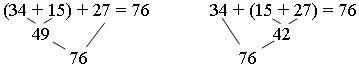 (34 + 15) + 27 = 76 34 + (15 + 27) = 76
49 42
76 76